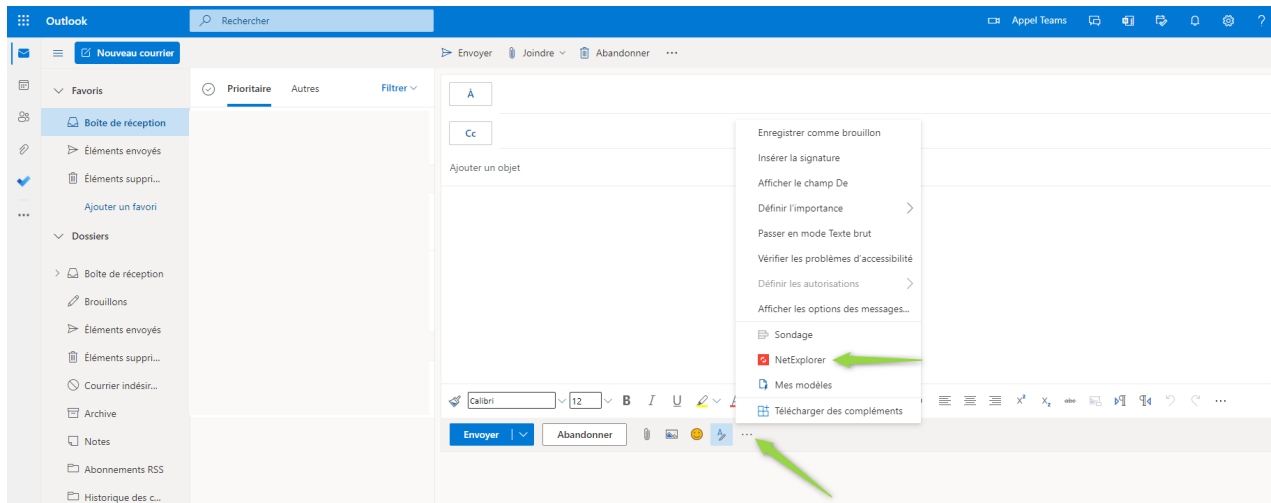 Outlook
Rechercher
Appel Teams
Nouveau courrier
Envoyer Joindre Abandonner ...
Favoris
Prioritaire Autres Filtrer
Boîte de réception
Éléments envoyés
Éléments suppri...
Ajouter un favori
Dossiers
Boîte de réception
Brouillons
Éléments envoyés
Éléments suppri...
Courrier indésir...
Archive
Notes
Abonnements RSS
Historique des c...
À
Cc
Ajouter un objet
Enregistrer comme brouillon
Insérer la signature
Afficher le champ De
Définir l'importance
Passer en mode Texte brut
Vérifier les problèmes d'accessibilité
Définir les autorisations
Afficher les options des messages...
Sondage
NetExplorer
Mes modèles
Télécharger des compléments
Calibri 12 B I U
Envoyer Abandonner ...